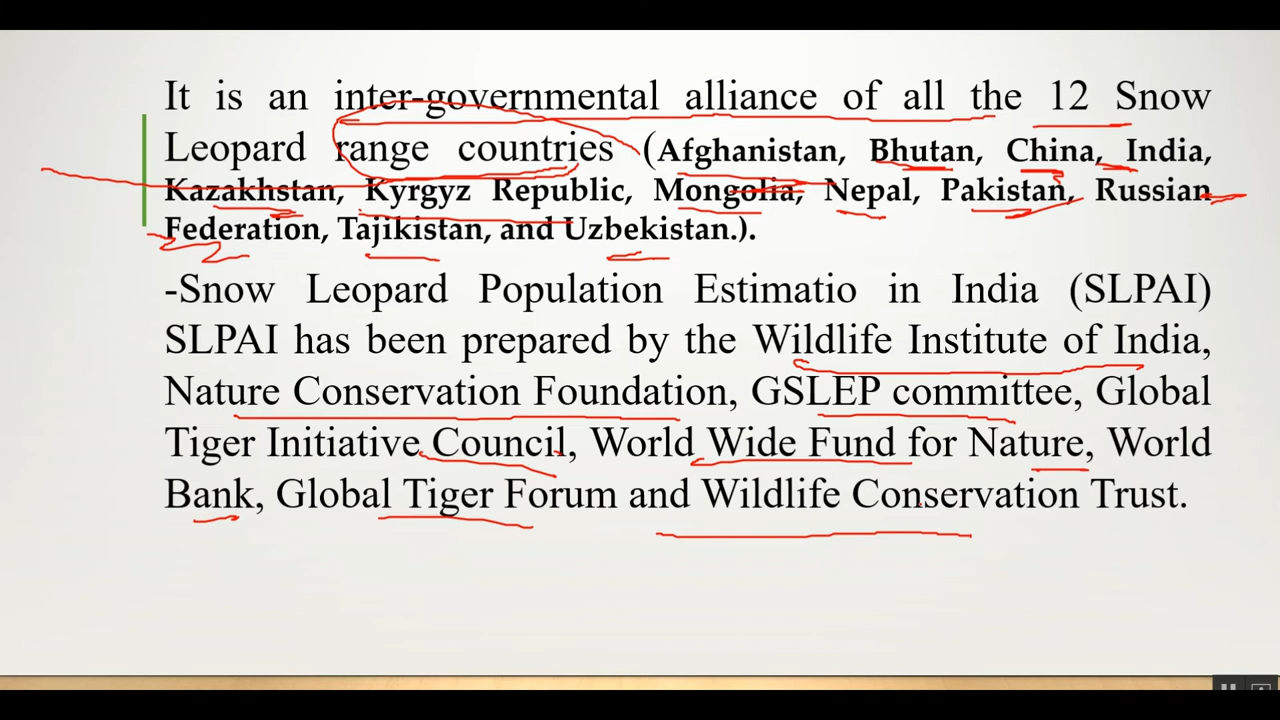 It is an inter-governmental alliance of all the 12 Snow
Leopard range countries (Afghanistan, Bhutan, China, India,
Kazakhstan, Kyrgyz Republic, Mongolia, Nepal, Pakistan, Russian
Federation, Tajikistan, and Uzbekistan.).
-Snow Leopard Population Estimatio in India (SLPAI)
SLPAI has been prepared by the Wildlife Institute of India,
Nature Conservation Foundation, GSLEP committee, Global
Tiger Initiative Council, World Wide Fund for Nature, World
Bank, Global Tiger Forum and Wildlife Conservation Trust.